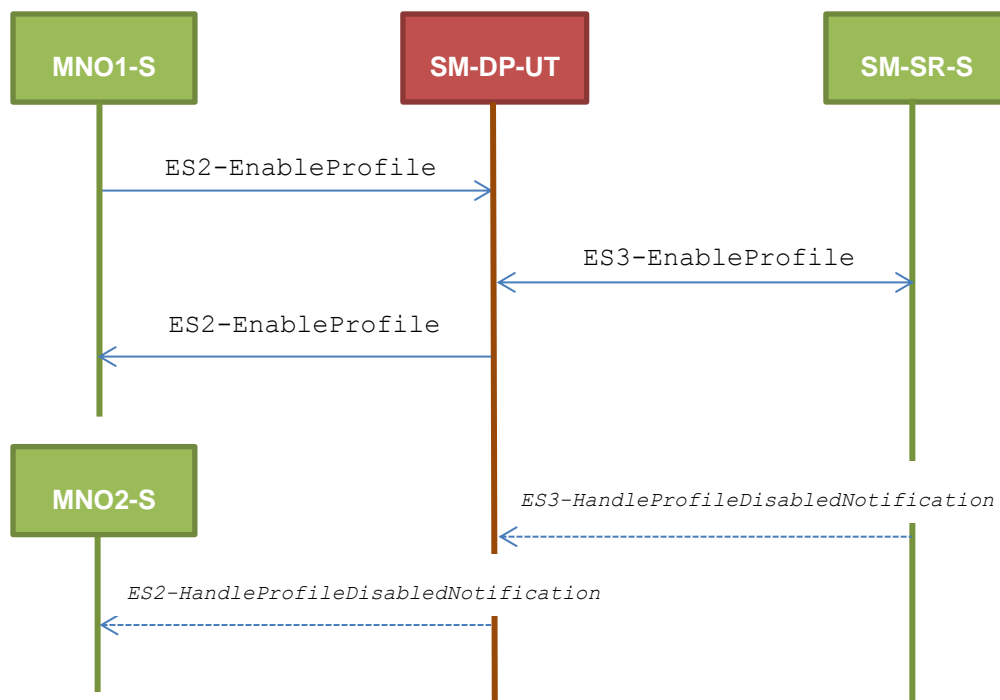 MNO1-S
SM-DP-UT
SM-SR-S
ES2-EnableProfile
ES3-EnableProfile
ES2-EnableProfile
MNO2-S
ES3-HandleProfileDisabledNotification
ES2-HandleProfileDisabledNotification